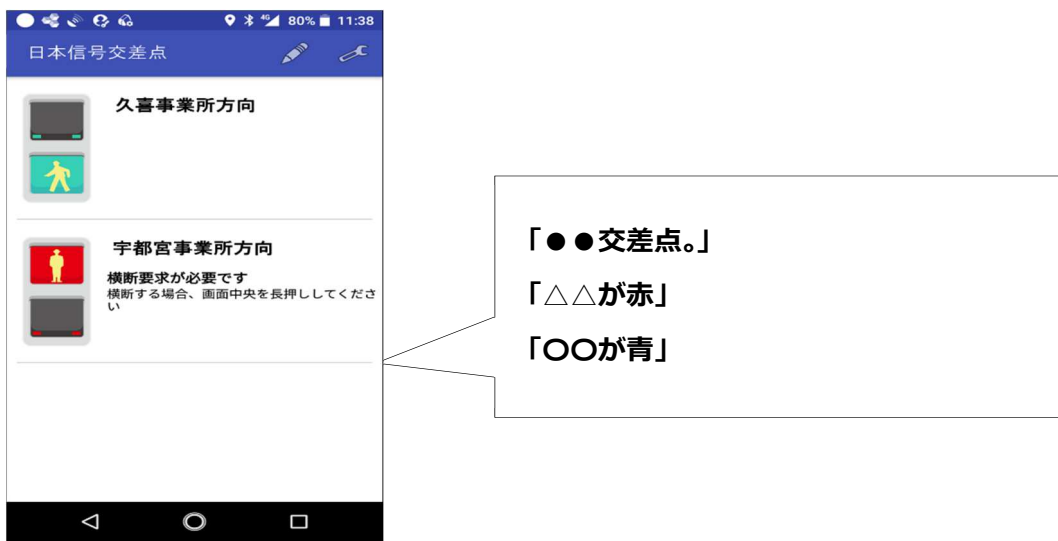 4G 80% 11:38
日本信号交差点
久喜事業所方向
宇都宮事業所方向
横断要求が必要です
横断する場合、画面中央を長押ししてくださ
い
「●●交差点。」
「△△が赤」
「〇〇が青」